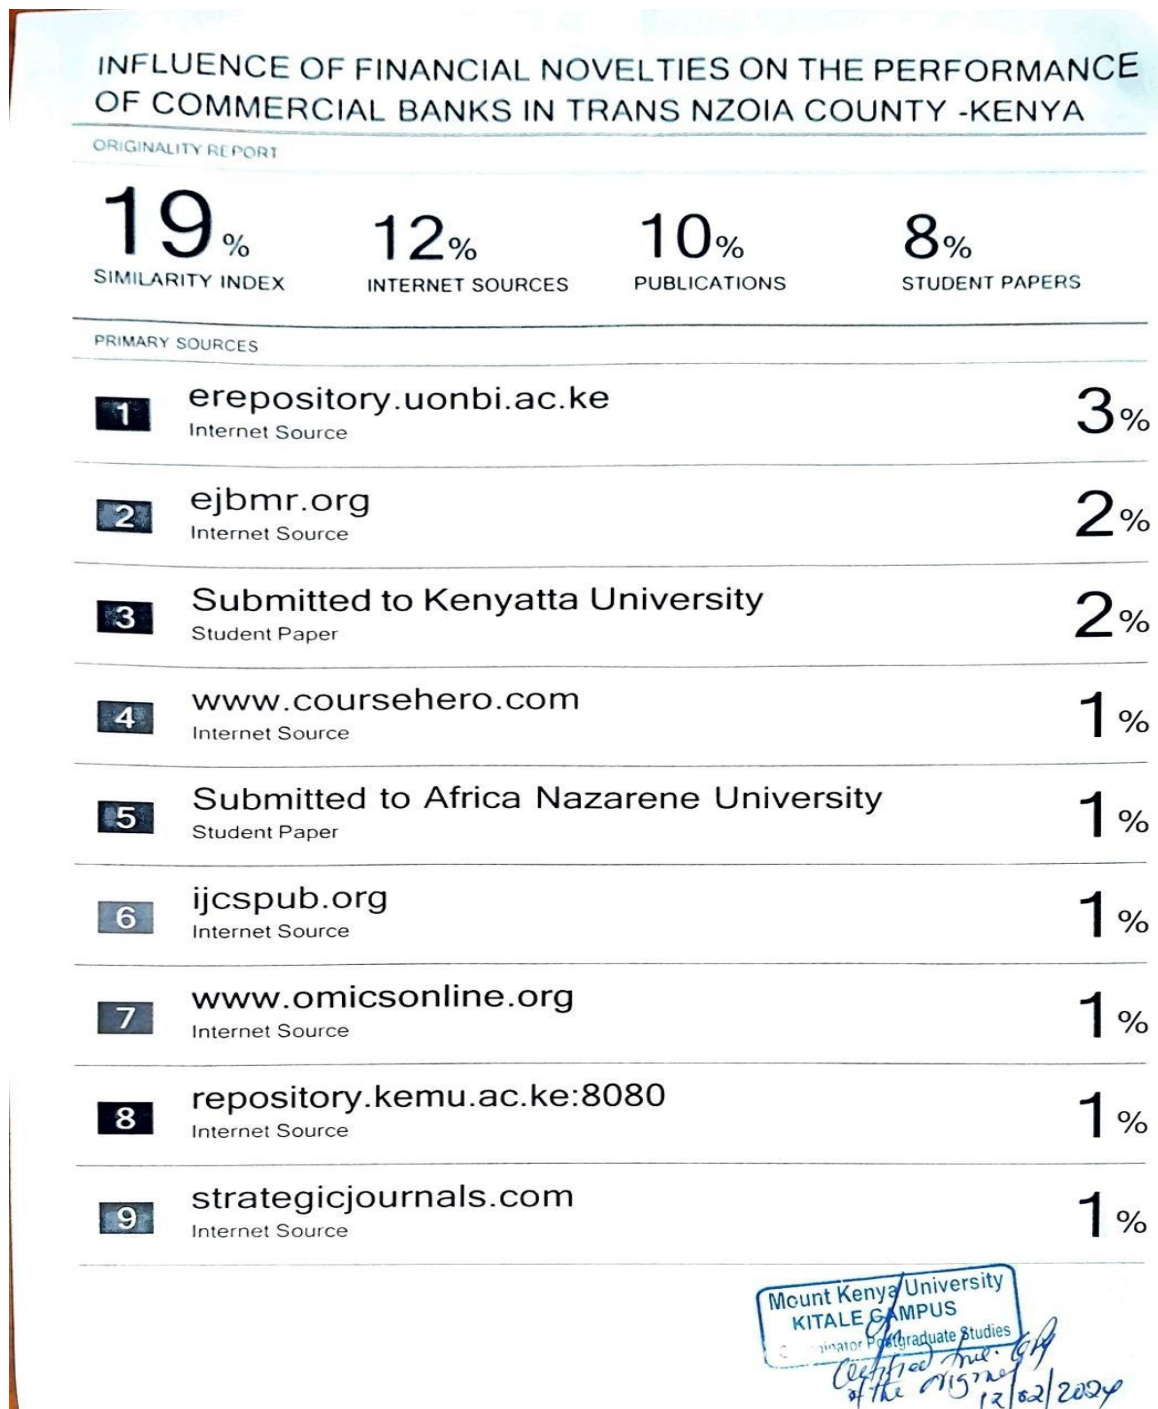 INFLUENCE OF FINANCIAL NOVELTIES ON THE PERFORMANCE
OF COMMERCIAL BANKS IN TRANS NZOIA COUNTY -KENYA
ORIGINALITY REPORT
19% 12% 10% 8%
SIMILARITY INDEX INTERNET SOURCES PUBLICATIONS STUDENT PAPERS
PRIMARY SOURCES
1 erepository.uonbi.ac.ke 3%
Internet Source
2 ejbmr.org 2%
Internet Source
3 Submitted to Kenyatta University 2%
Student Paper
4 www.coursehero.com 1%
Internet Source
5 Submitted to Africa Nazarene University 1%
Student Paper
6 ijcspub.org 1%
Internet Source
7 www.omicsonline.org 1%
Internet Source
8 repository.kemu.ac.ke:8080 1%
Internet Source
9 strategicjournals.com 1%
Internet Source
Mount Kenya University
KITALE CAMPUS
Postgraduate Studies
Certified true copy
of the original
12/02/2024